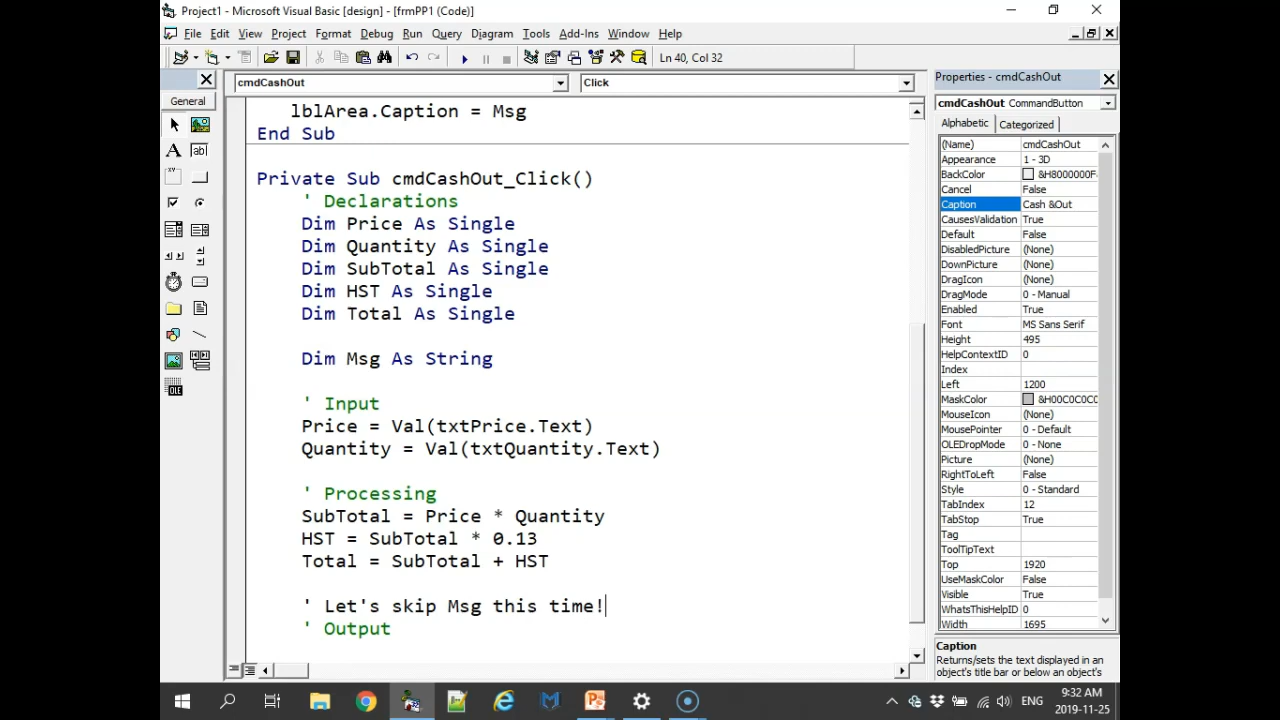 Project1 - Microsoft Visual Basic [design] - [frmPP1 (Code)]
File Edit View Project Format Debug Run Query Diagram Tools Add-Ins Window Help
Ln 40, Col 32
General
cmdCashOut
Click
lblArea.Caption = Msg
End Sub
Private Sub cmdCashOut_Click()
' Declarations
Dim Price As Single
Dim Quantity As Single
Dim SubTotal As Single
Dim HST As Single
Dim Total As Single
Dim Msg As String
' Input
Price = Val(txtPrice.Text)
Quantity = Val(txtQuantity.Text)
' Processing
SubTotal = Price * Quantity
HST = SubTotal * 0.13
Total = SubTotal + HST
' Let's skip Msg this time!
' Output
Properties - cmdCashOut
cmdCashOut CommandButton
Alphabetic Categorized
(Name) cmdCashOut
Appearance 1 - 3D
BackColor &H8000000F
Cancel False
Caption Cash &Out
CausesValidation True
Default False
DisabledPicture (None)
DownPicture (None)
DragIcon (None)
DragMode 0 - Manual
Enabled True
Font MS Sans Serif
Height 495
HelpContextID 0
Index
Left 1200
MaskColor &H00C0C0C0
MouseIcon (None)
MousePointer 0 - Default
OLEDropMode 0 - None
Picture (None)
RightToLeft False
Style 0 - Standard
TabIndex 12
TabStop True
Tag
ToolTipText
Top 1920
UseMaskColor False
Visible True
WhatsThisHelpID 0
Width 1695
Caption
Returns/sets the text displayed in an
object's title bar or below an object's
ENG
9:32 AM
2019-11-25